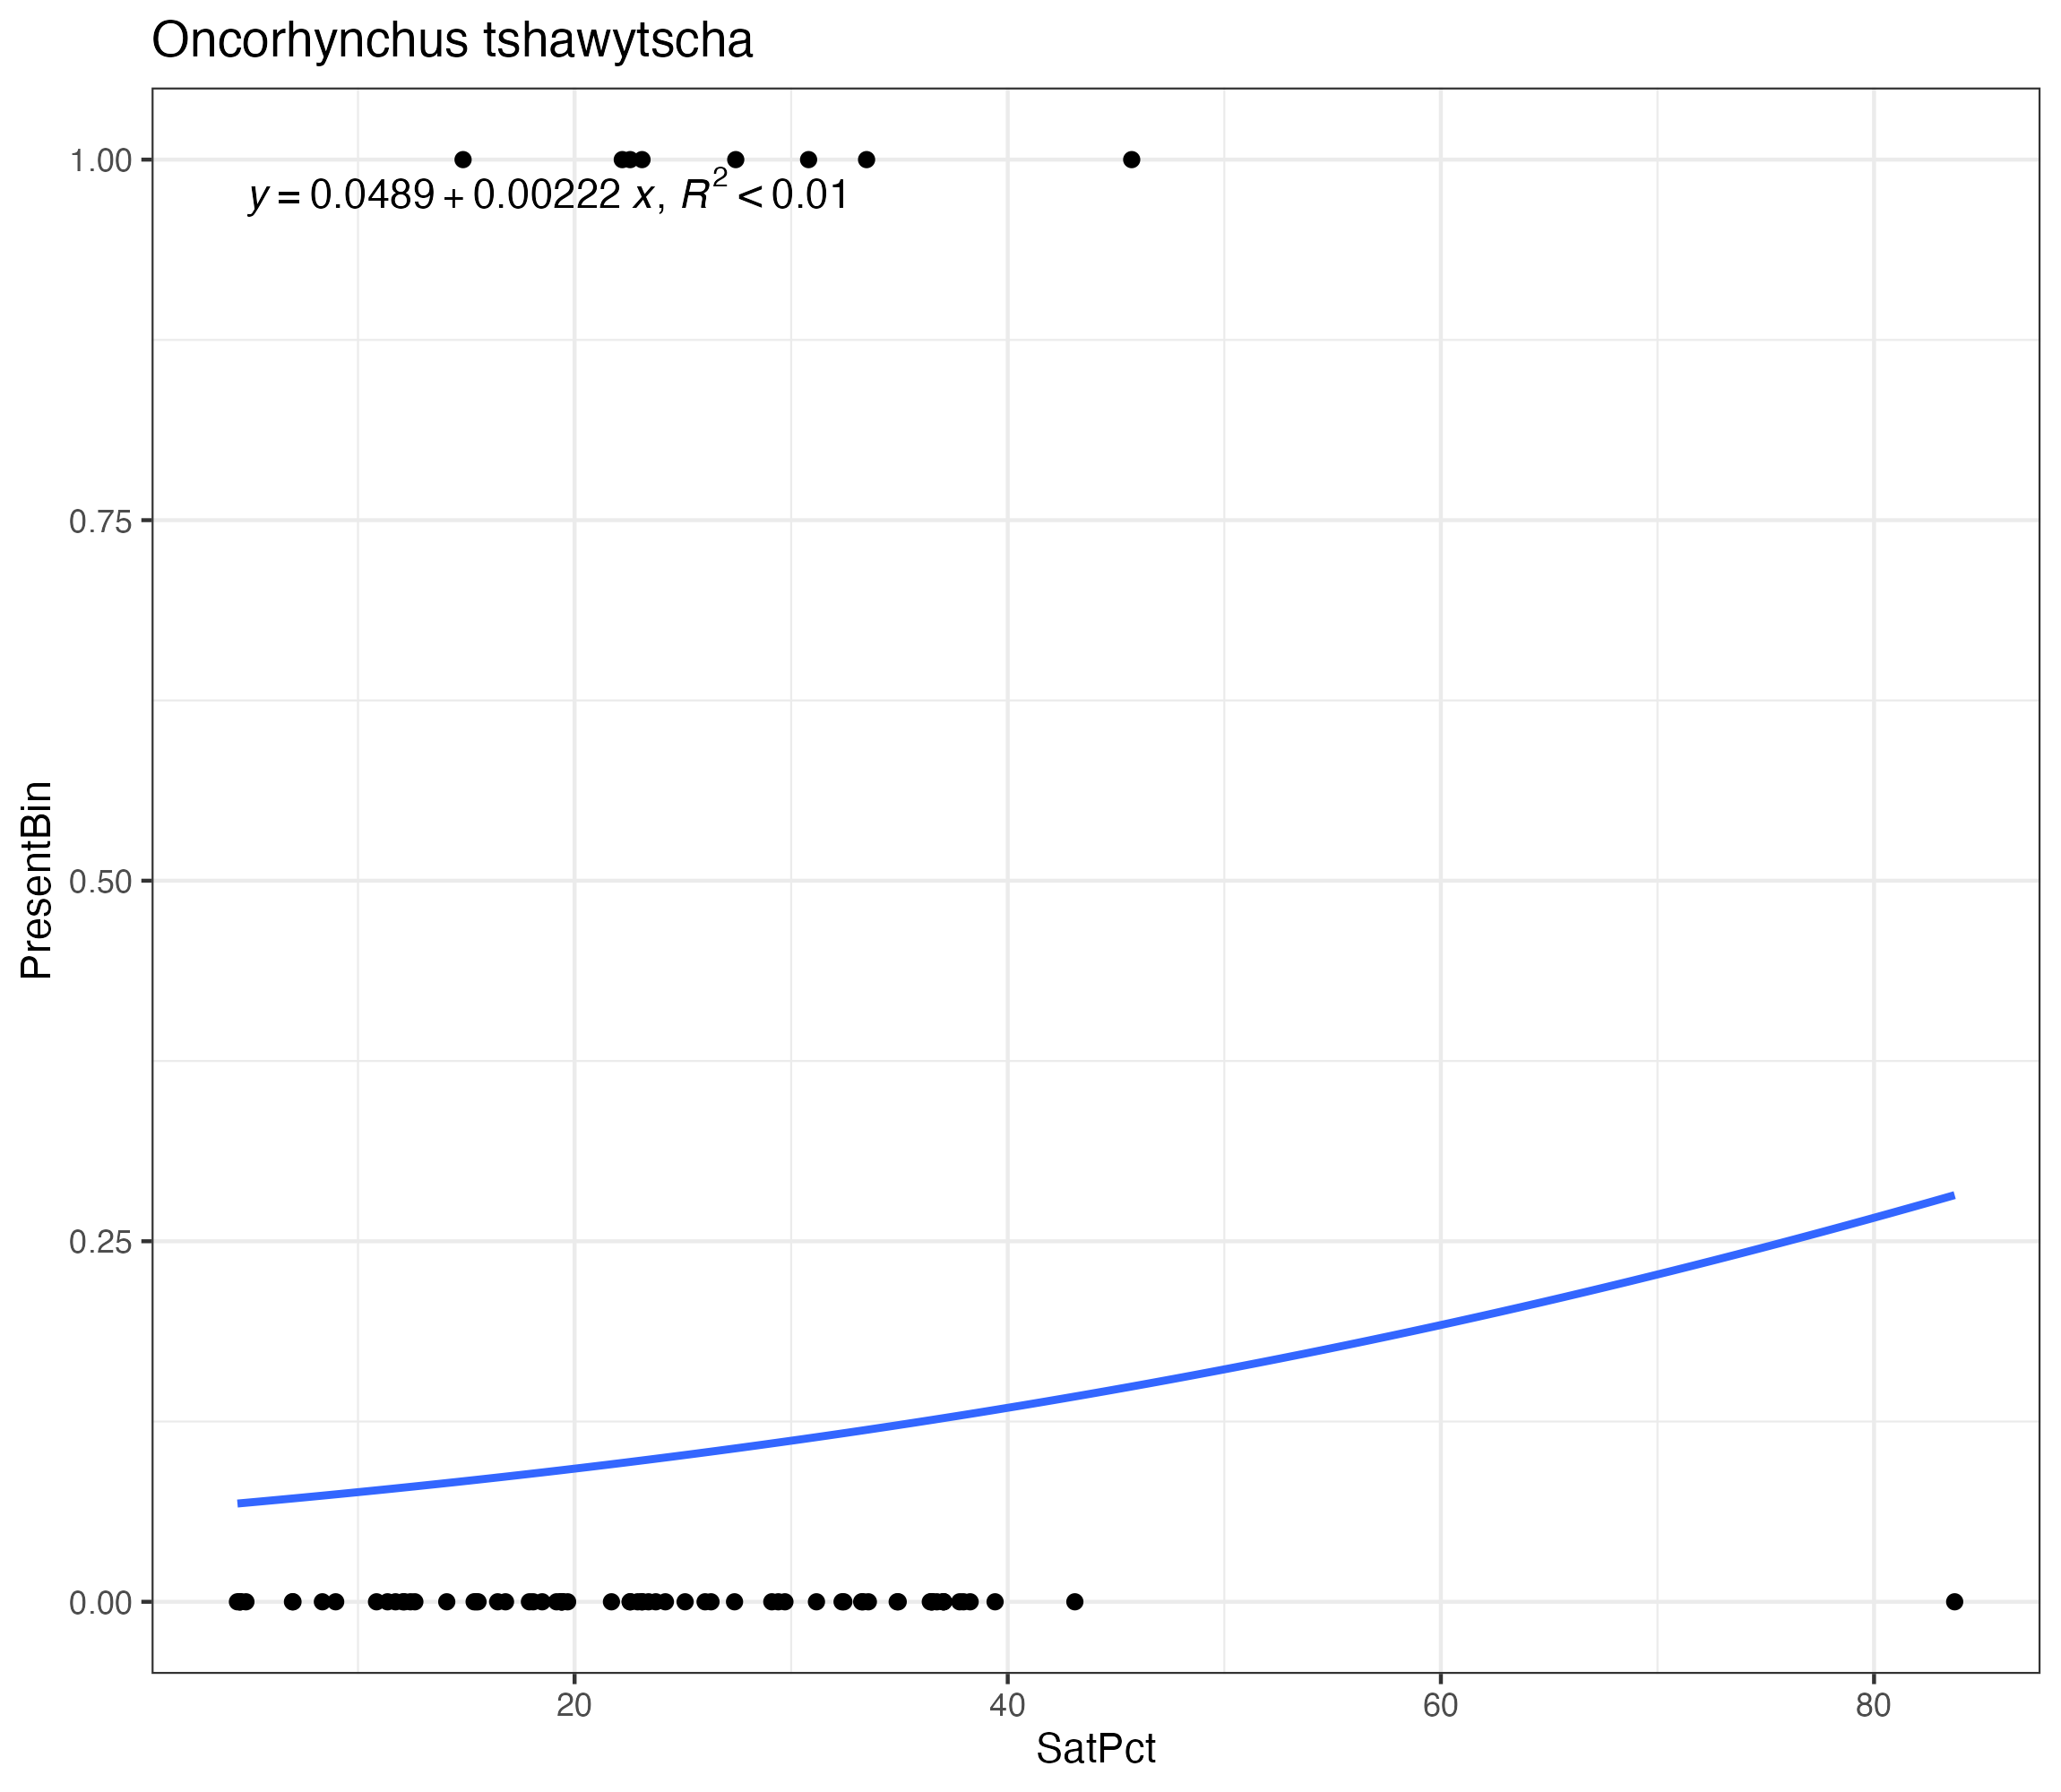 Oncorhynchus tshawytscha
y = 0.0489 + 0.00222 x, R² < 0.01
PresentBin
1.00
0.75
0.50
0.25
0.00
20 40 60 80
SatPct